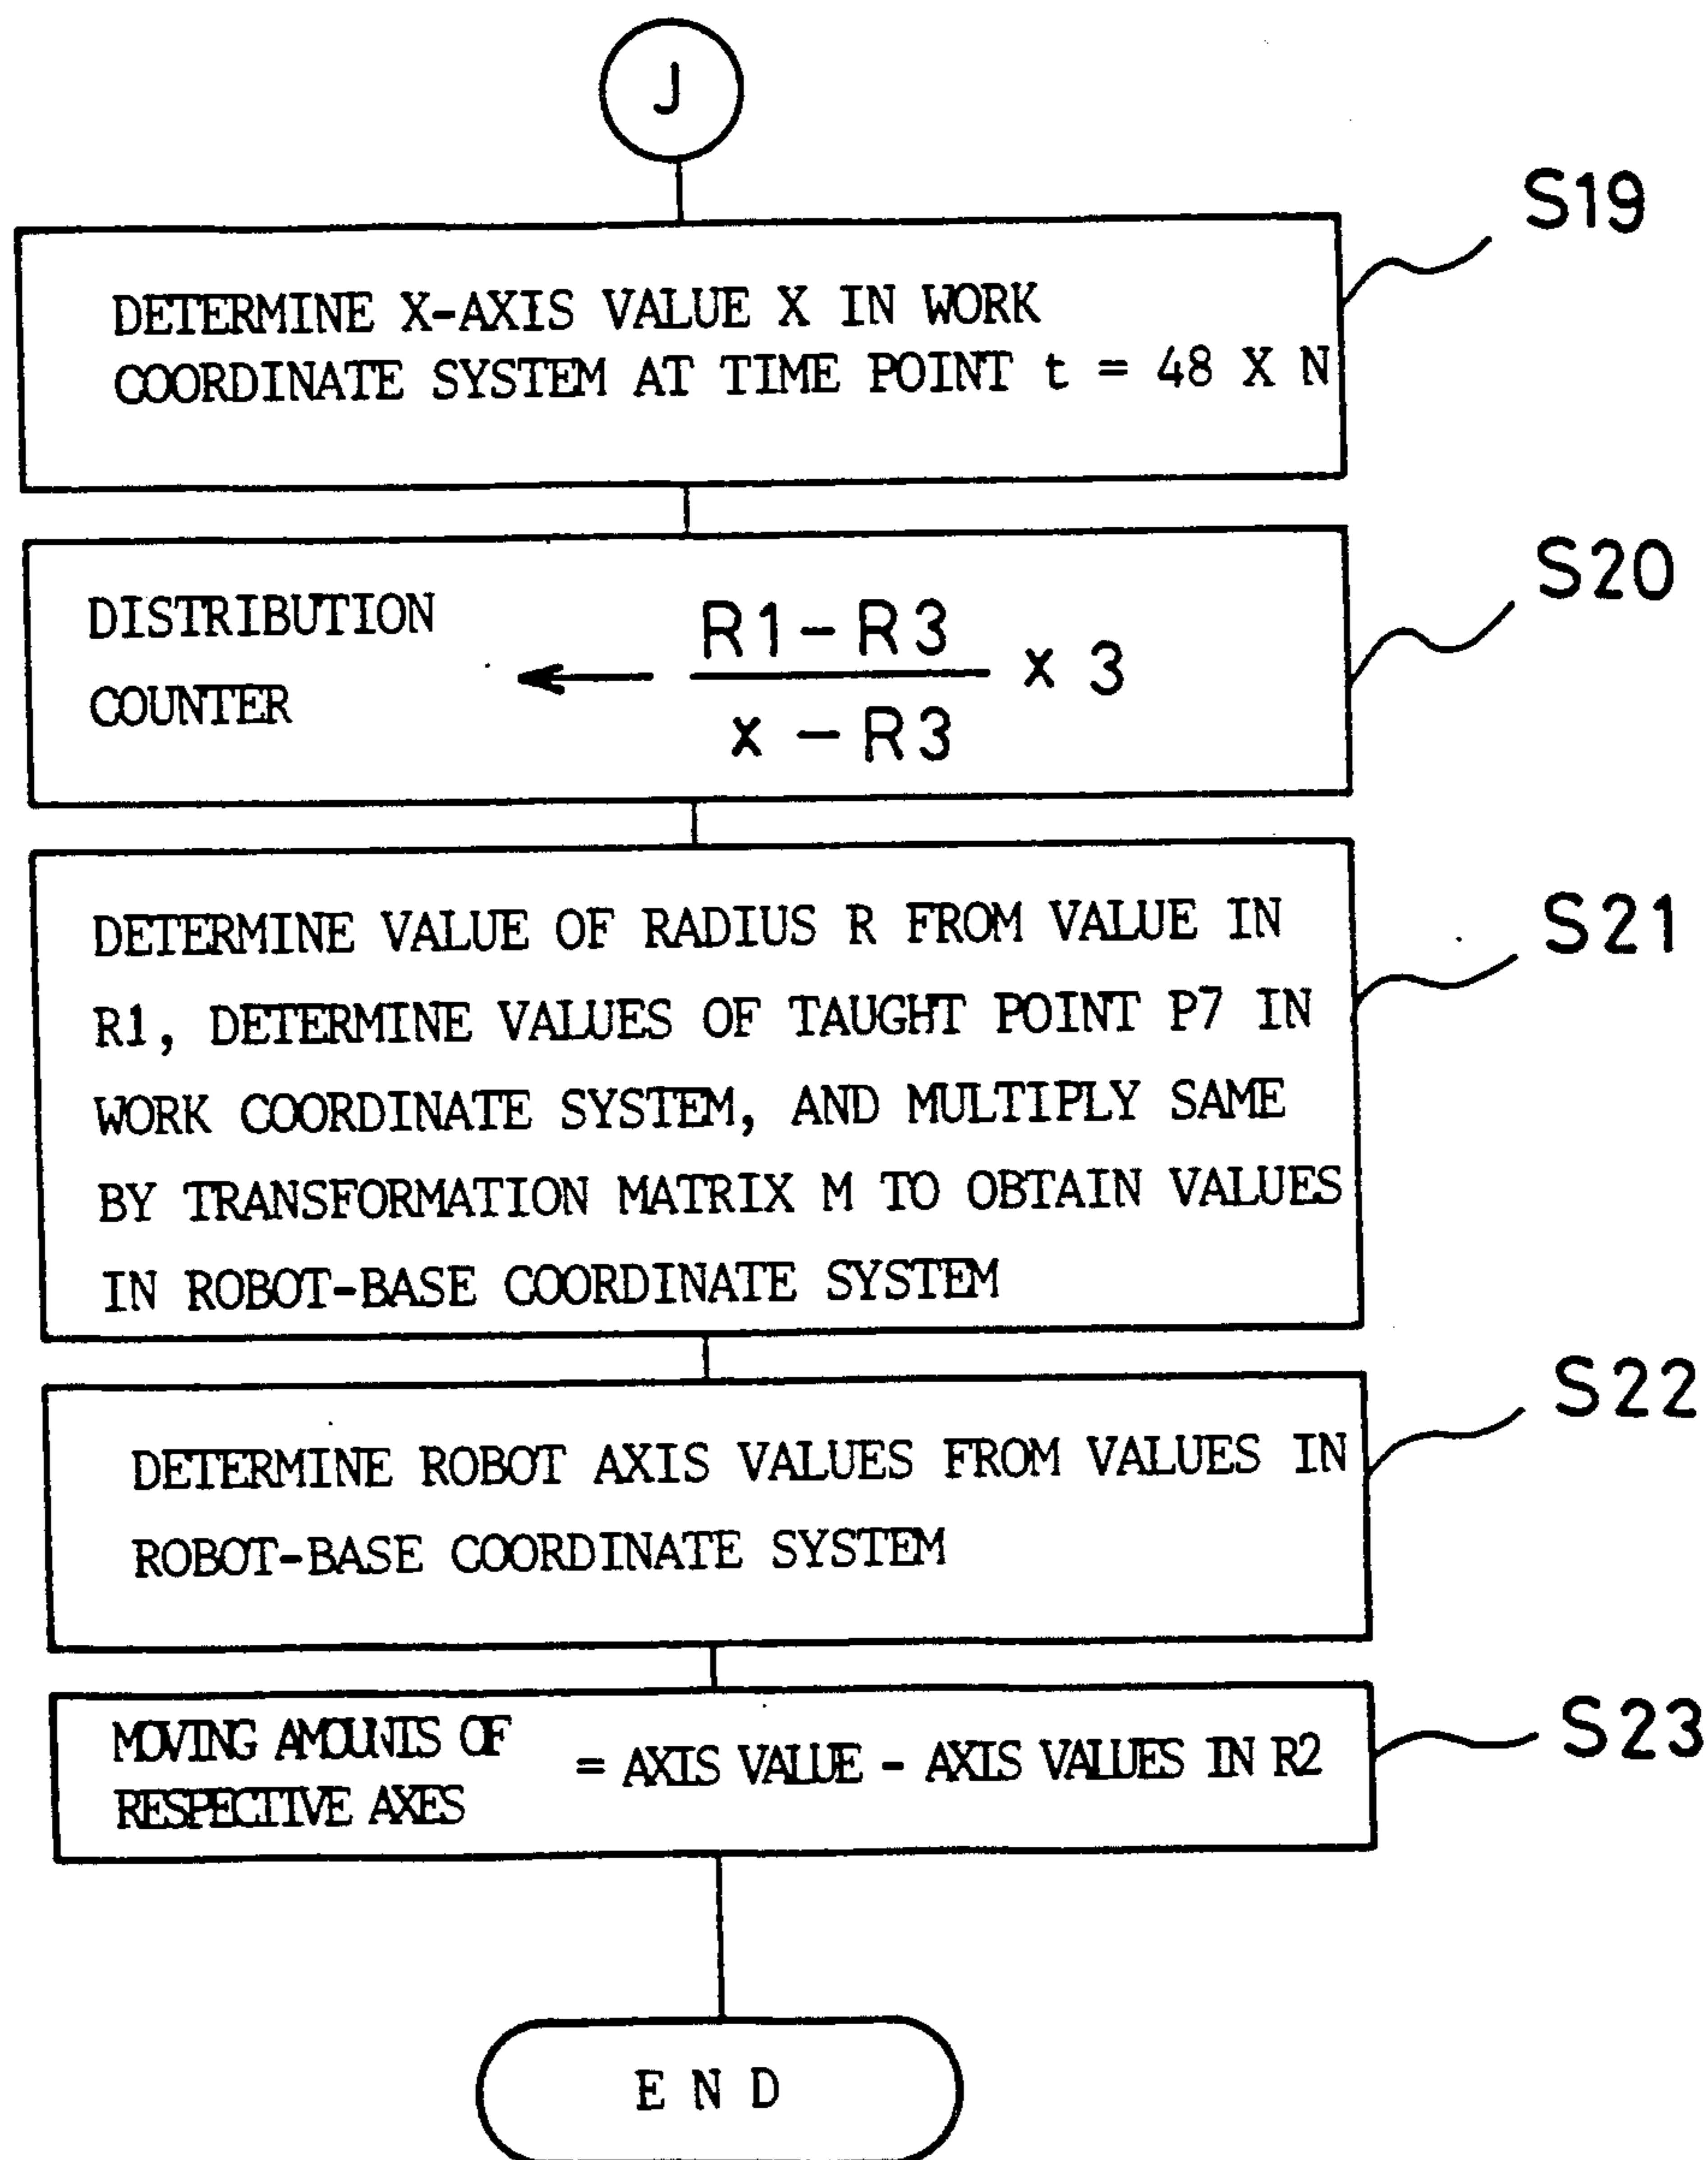 J
S19
DETERMINE X-AXIS VALUE X IN WORK
COORDINATE SYSTEM AT TIME POINT t = 48 X N
S20
DISTRIBUTION
COUNTER
← R1-R3 / x-R3 × 3
S21
DETERMINE VALUE OF RADIUS R FROM VALUE IN
R1, DETERMINE VALUES OF TAUGHT POINT P7 IN
WORK COORDINATE SYSTEM, AND MULTIPLY SAME
BY TRANSFORMATION MATRIX M TO OBTAIN VALUES
IN ROBOT-BASE COORDINATE SYSTEM
S22
DETERMINE ROBOT AXIS VALUES FROM VALUES IN
ROBOT-BASE COORDINATE SYSTEM
S23
MOVING AMOUNTS OF
RESPECTIVE AXES
= AXIS VALUE - AXIS VALUES IN R2
END